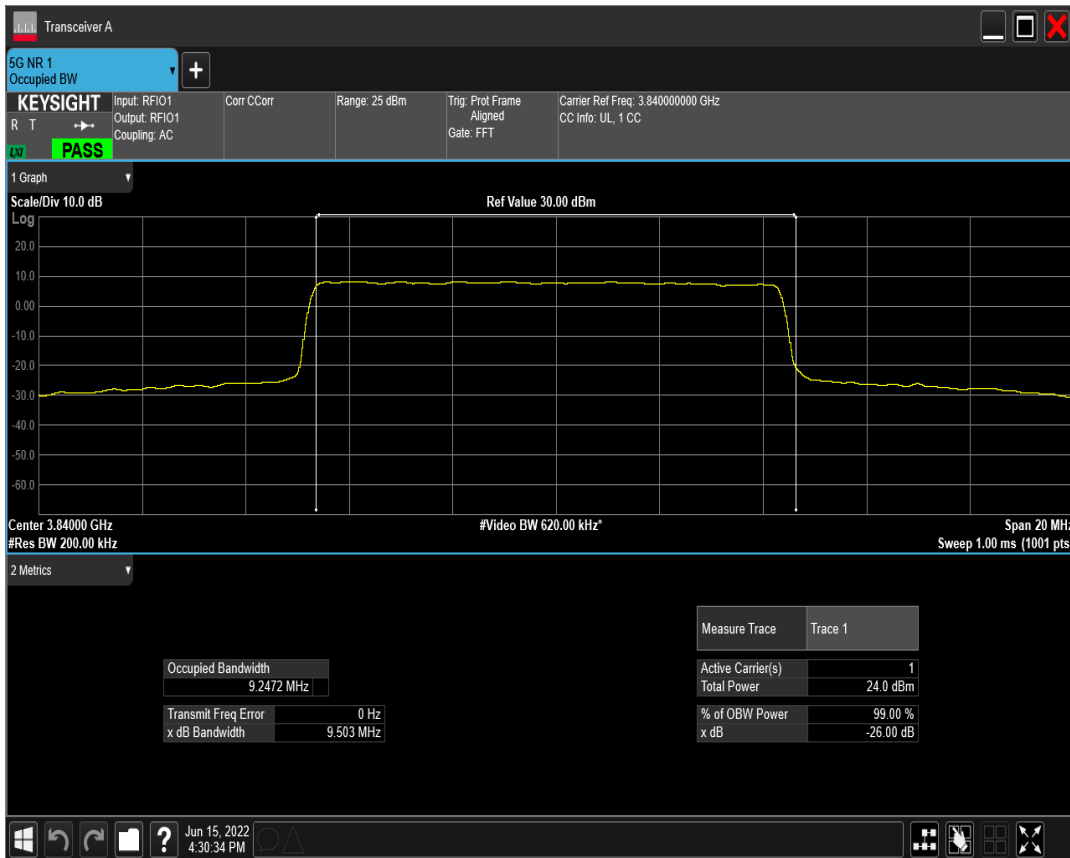 Transceiver A
5G NR 1
Occupied BW
+
KEYSIGHT
R T
LXI
PASS
Input: RFIO1
Output: RFIO1
Coupling: AC
Corr CCorr
Range: 25 dBm
Trig: Prot Frame
Aligned
Gate: FFT
Carrier Ref Freq: 3.840000000 GHz
CC Info: UL, 1 CC
1 Graph
Scale/Div 10.0 dB
Ref Value 30.00 dBm
Log
20.0
10.0
0.00
-10.0
-20.0
-30.0
-40.0
-50.0
-60.0
Center 3.84000 GHz
#Video BW 620.00 kHz*
Span 20 MHz
#Res BW 200.00 kHz
Sweep 1.00 ms (1001 pts
2 Metrics
Measure Trace Trace 1
Occupied Bandwidth
9.2472 MHz
Active Carrier(s) 1
Total Power 24.0 dBm
Transmit Freq Error 0 Hz
x dB Bandwidth 9.503 MHz
% of OBW Power 99.00 %
x dB -26.00 dB
?
Jun 15, 2022
4:30:34 PM